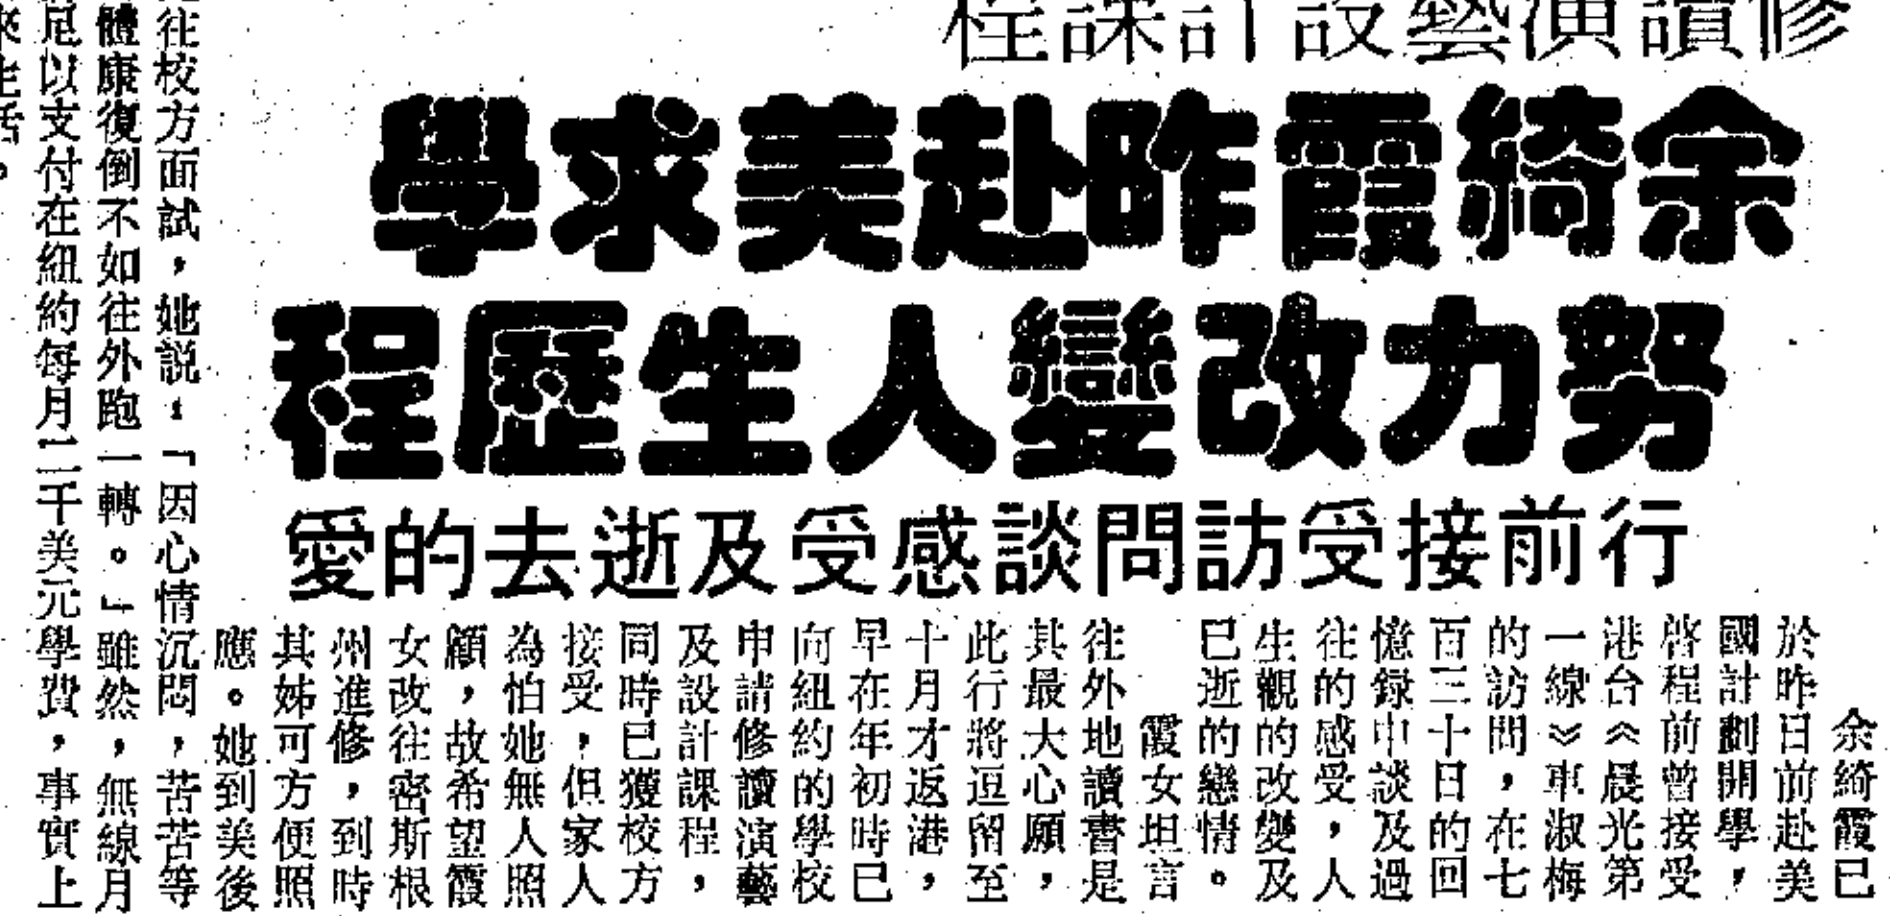 修讀演藝設計課程
余綺霞昨赴美求學
努力改變人生歷程
行前接受訪問談感受及逝去的愛
余綺霞已
於昨日前赴美
國計劃開學，
啓程前曾接受
港台《晨光第
一線》車淑梅
的訪問，在七
百三十日的回
憶録中談及過
往的感受，人
生觀的改變及
已逝的戀情。
霞女坦言
往外地讀書是
其最大心願，
此行將逗留至
十月才返港，
早在年初時已
向紐約的學校
申請修讀演藝
及設計課程，
同時已獲校方
接受，但家人
為怕她無人照
顧，故希望霞
女改往密斯根
州進修，到時
其姊可方便照
應。她到美後
往校方面試，她説：「因心情沉悶，苦苦等
體康復倒不如往外跑一轉。」雖然，無線月
尾以支付在紐約每月二千美元學費，事實上
來生活。